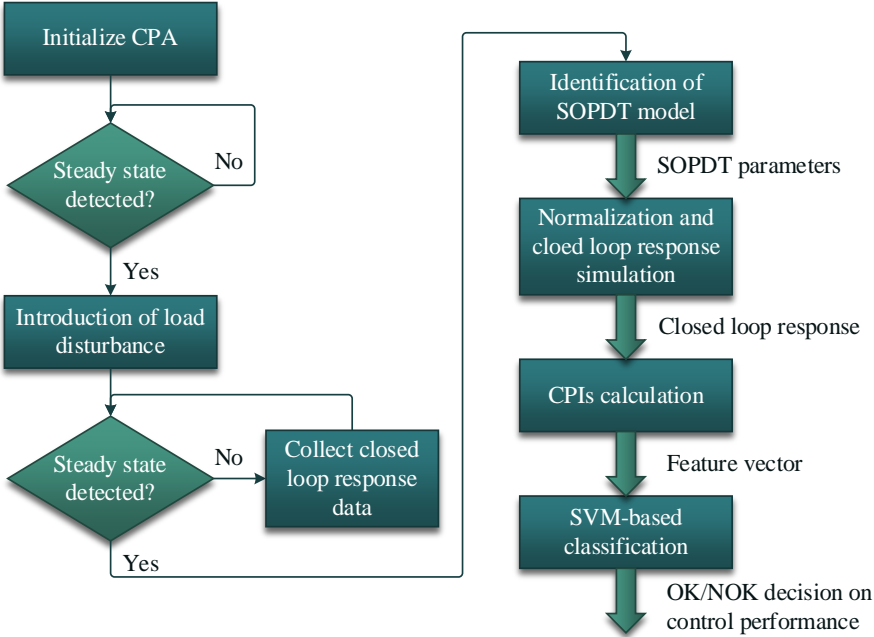 Initialize CPA
Steady state
detected?
No
Yes
Introduction of load
disturbance
Steady state
detected?
No
Collect closed
loop response
data
Yes
Identification of
SOPDT model
SOPDT parameters
Normalization and
cloed loop response
simulation
Closed loop response
CPIs calculation
Feature vector
SVM-based
classification
OK/NOK decision on
control performance